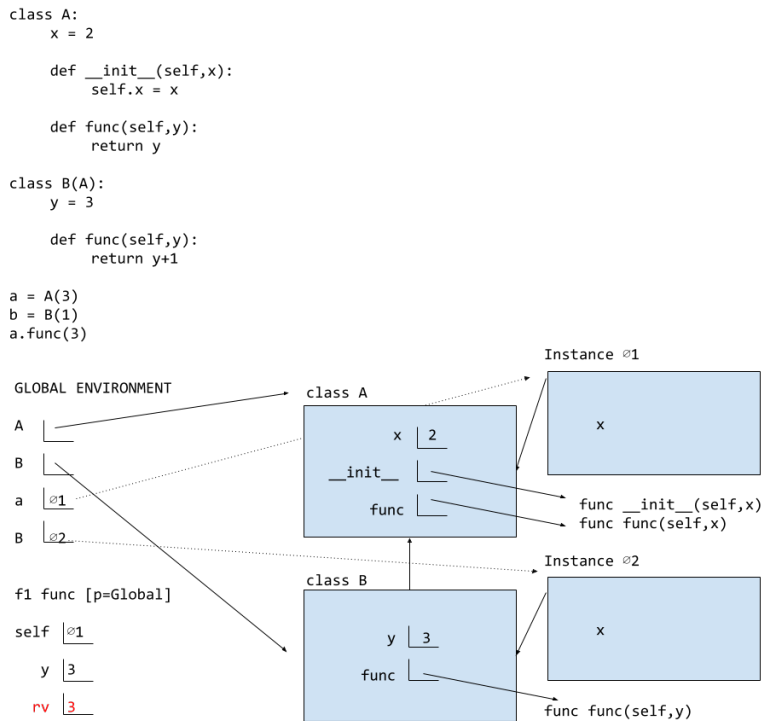 class A:
x = 2
def __init__(self,x):
self.x = x
def func(self,y):
return y
class B(A):
y = 3
def func(self,y):
return y+1
a = A(3)
b = B(1)
a.func(3)
GLOBAL ENVIRONMENT
A
B
a ∅1
B ∅2
f1 func [p=Global]
self ∅1
y 3
rv 3
class A
x 2
__init__
func
class B
y 3
func
Instance ∅1
x
func __init__(self,x)
func func(self,x)
Instance ∅2
x
func func(self,y)